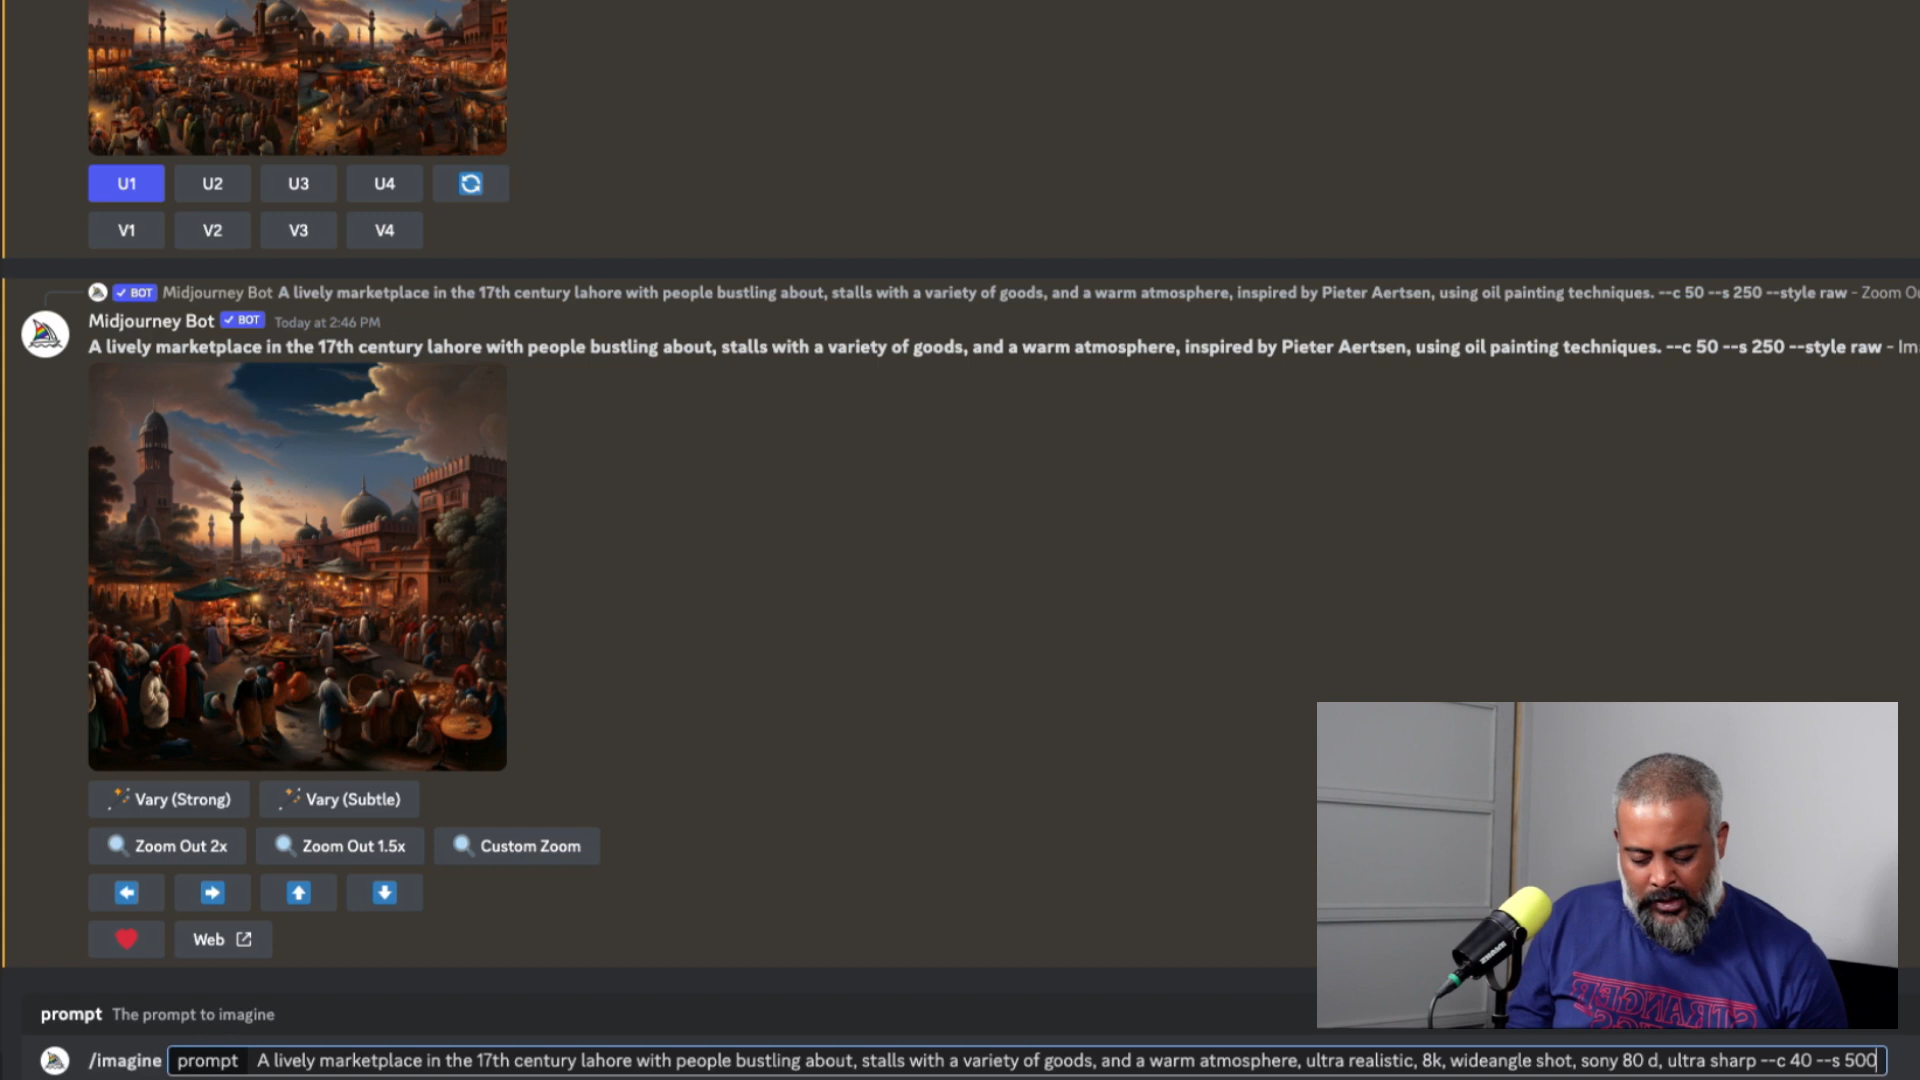 U1 U2 U3 U4
V1 V2 V3 V4
BOT Midjourney Bot A lively marketplace in the 17th century lahore with people bustling about, stalls with a variety of goods, and a warm atmosphere, inspired by Pieter Aertsen, using oil painting techniques. --c 50 --s 250 --style raw - Zoom Ou
Midjourney Bot BOT Today at 2:46 PM
A lively marketplace in the 17th century lahore with people bustling about, stalls with a variety of goods, and a warm atmosphere, inspired by Pieter Aertsen, using oil painting techniques. --c 50 --s 250 --style raw - Im
Vary (Strong) Vary (Subtle)
Zoom Out 2x Zoom Out 1.5x Custom Zoom
Web
prompt The prompt to imagine
/imagine prompt A lively marketplace in the 17th century lahore with people bustling about, stalls with a variety of goods, and a warm atmosphere, ultra realistic, 8k, wideangle shot, sony 80 d, ultra sharp --c 40 --s 500
STRANGER